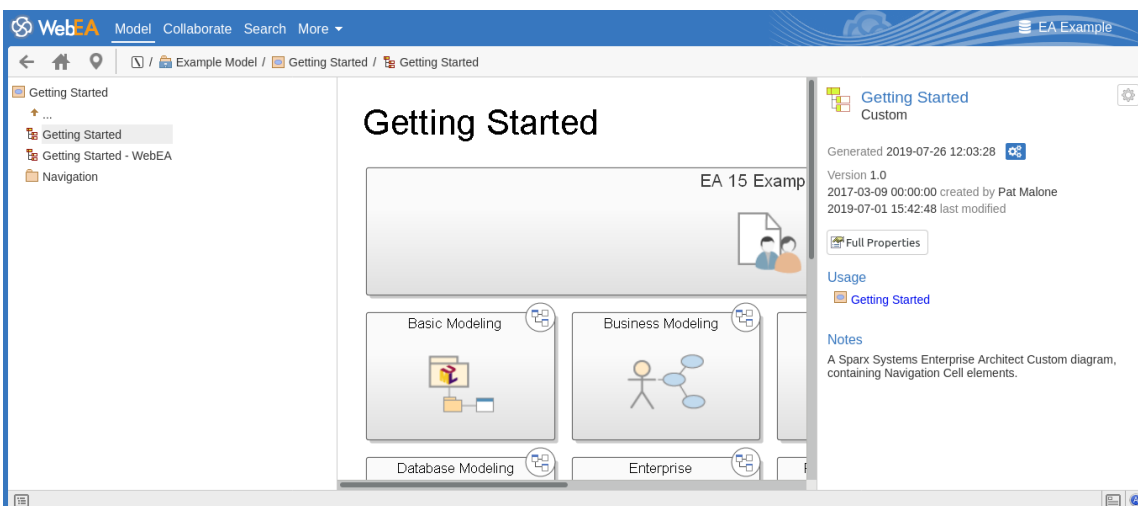 WebEA Model Collaborate Search More
EA Example
/ Example Model / Getting Started / Getting Started
Getting Started
...
Getting Started
Getting Started - WebEA
Navigation
Getting Started
EA 15 Examp
Basic Modeling
Business Modeling
Database Modeling
Enterprise
Getting Started
Custom
Generated 2019-07-26 12:03:28
Version 1.0
2017-03-09 00:00:00 created by Pat Malone
2019-07-01 15:42:48 last modified
Full Properties
Usage
Getting Started
Notes
A Sparx Systems Enterprise Architect Custom diagram,
containing Navigation Cell elements.